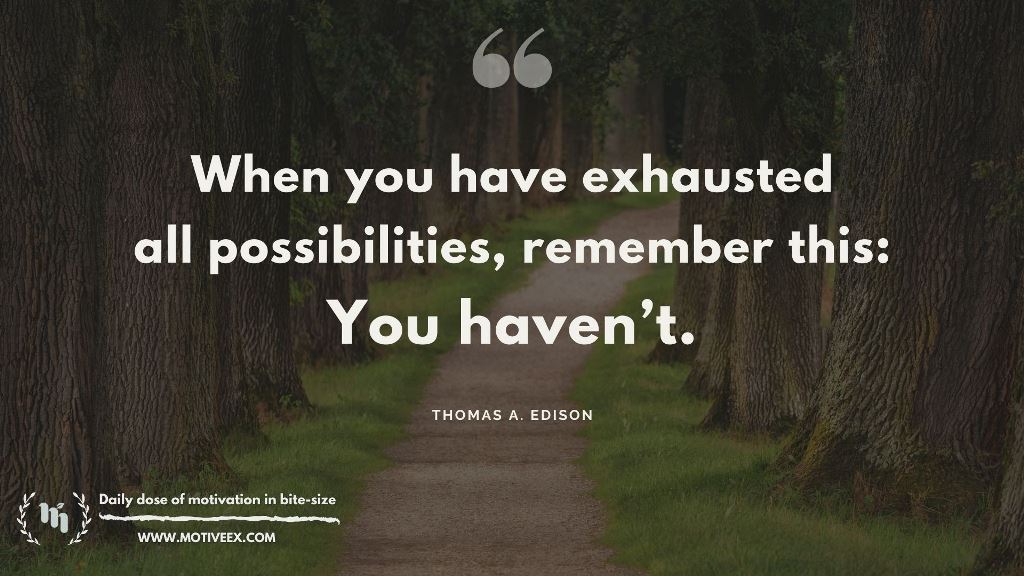 “
When you have exhausted
all possibilities, remember this:
You haven’t.
THOMAS A. EDISON
Daily dose of motivation in bite-size
WWW.MOTIVEEX.COM